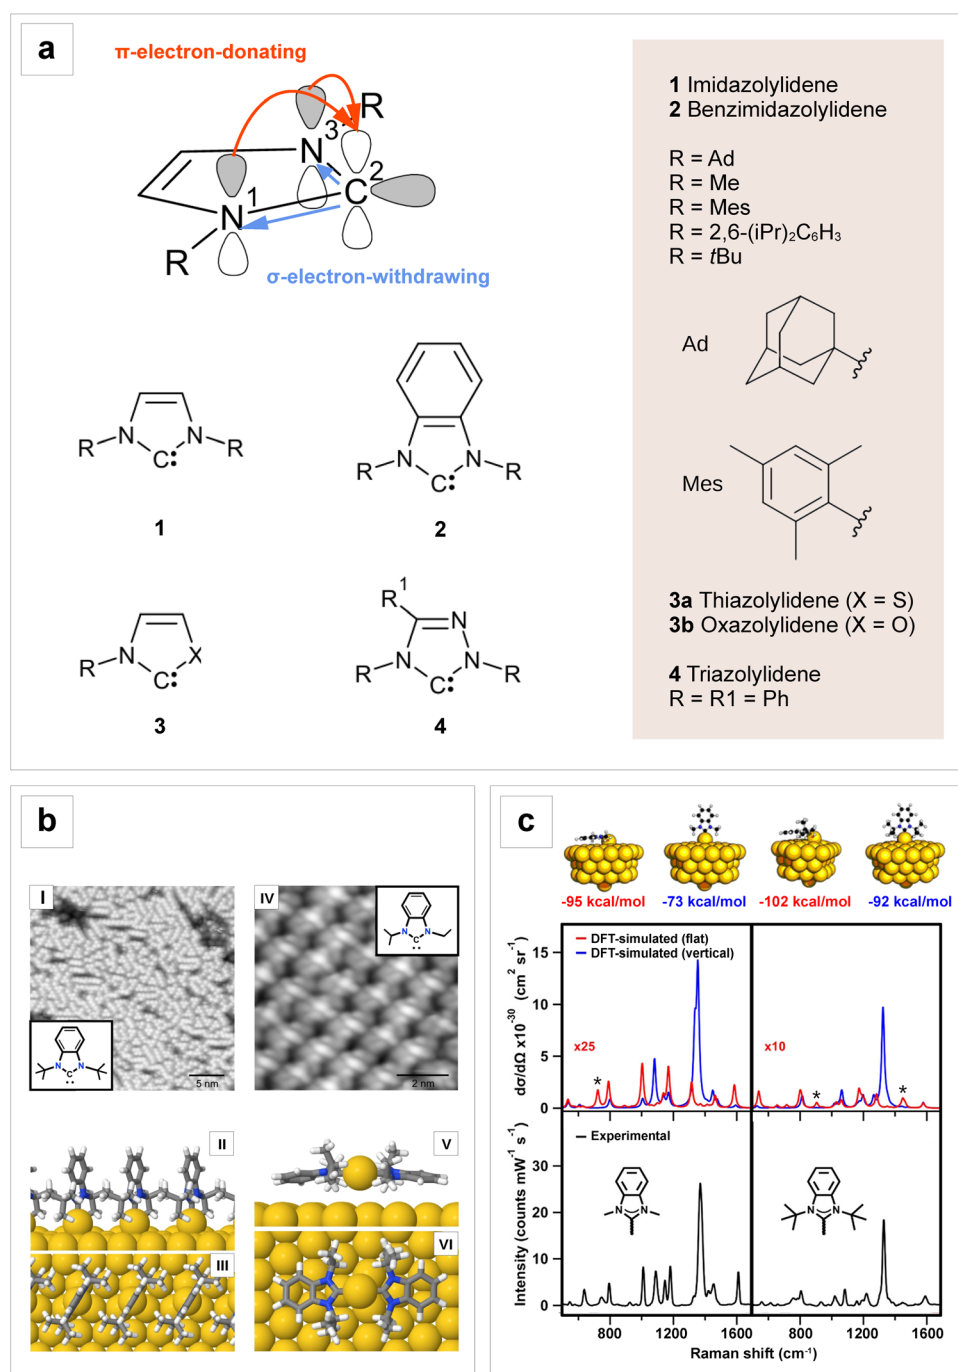 a
π-electron-donating
R
3
N
2
C
1
N
R
σ-electron-withdrawing
R
N
N
R
C:
1
R
N
N
R
C:
2
R
N
X
C:
3
R1
N
R
N
N
R
C:
4
1 Imidazolylidene
2 Benzimidazolylidene
R = Ad
R = Me
R = Mes
R = 2,6-(iPr)2C6H3
R = tBu
Ad
Mes
3a Thiazolylidene (X = S)
3b Oxazolylidene (X = O)
4 Triazolylidene
R = R1 = Ph
b
I
N
N
C
5 nm
IV
N
N
C
2 nm
II
III
V
VI
c
-95 kcal/mol
-73 kcal/mol
-102 kcal/mol
-92 kcal/mol
dσ/dΩ x10-30 (cm2 sr-1)
15
10
5
0
DFT-simulated (flat)
DFT-simulated (vertical)
x25
*
x10
*
*
Intensity (counts mW-1 s-1)
30
20
10
0
Experimental
N
N
N
N
800
1200
1600
800
1200
1600
Raman shift (cm-1)